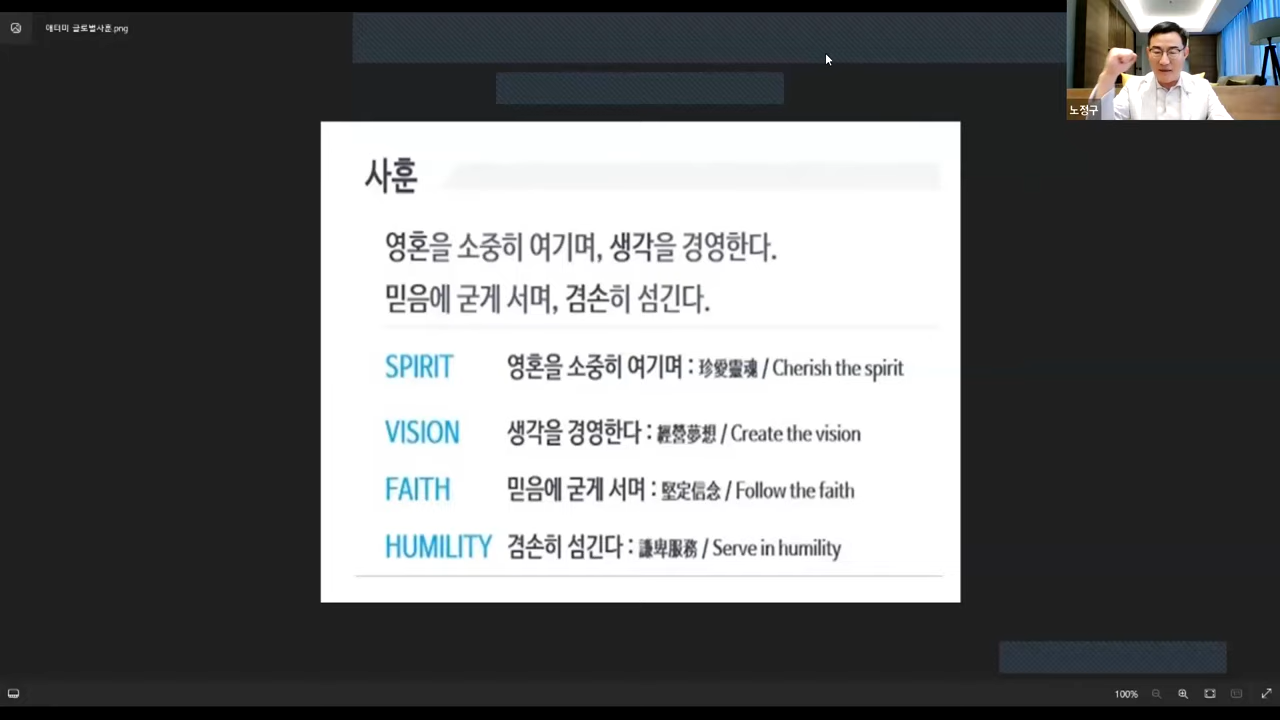 애터미 글로벌사훈.png
노정구
사훈
영혼을 소중히 여기며, 생각을 경영한다.
믿음에 굳게 서며, 겸손히 섬긴다.
SPIRIT 영혼을 소중히 여기며 : 珍愛靈魂 / Cherish the spirit
VISION 생각을 경영한다 : 經營夢想 / Create the vision
FAITH 믿음에 굳게 서며 : 堅定信念 / Follow the faith
HUMILITY 겸손히 섬긴다 : 謙卑服務 / Serve in humility
100%